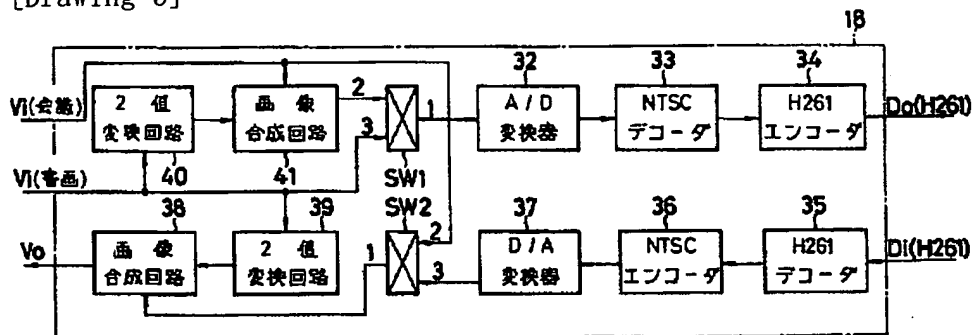 [Drawing 6]
18
32
33
34
Vi(会議)
2 値
変換回路
画 像
合成回路
2
3
1
A/D
変換器
NTSC
デコーダ
H261
エンコーダ
Do(H261)
Vi(書画)
40
41
SW1
SW2
38
39
37
36
35
Vo
画 像
合成回路
2 値
変換回路
1
2
3
D/A
変換器
NTSC
エンコーダ
H261
デコーダ
Di(H261)